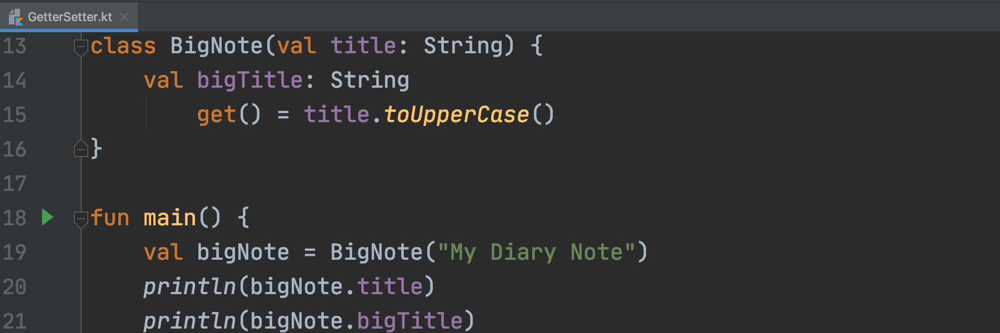 GetterSetter.kt
13 class BigNote(val title: String) {
14 val bigTitle: String
15 get() = title.toUpperCase()
16 }
17
18 fun main() {
19 val bigNote = BigNote("My Diary Note")
20 println(bigNote.title)
21 println(bigNote.bigTitle)